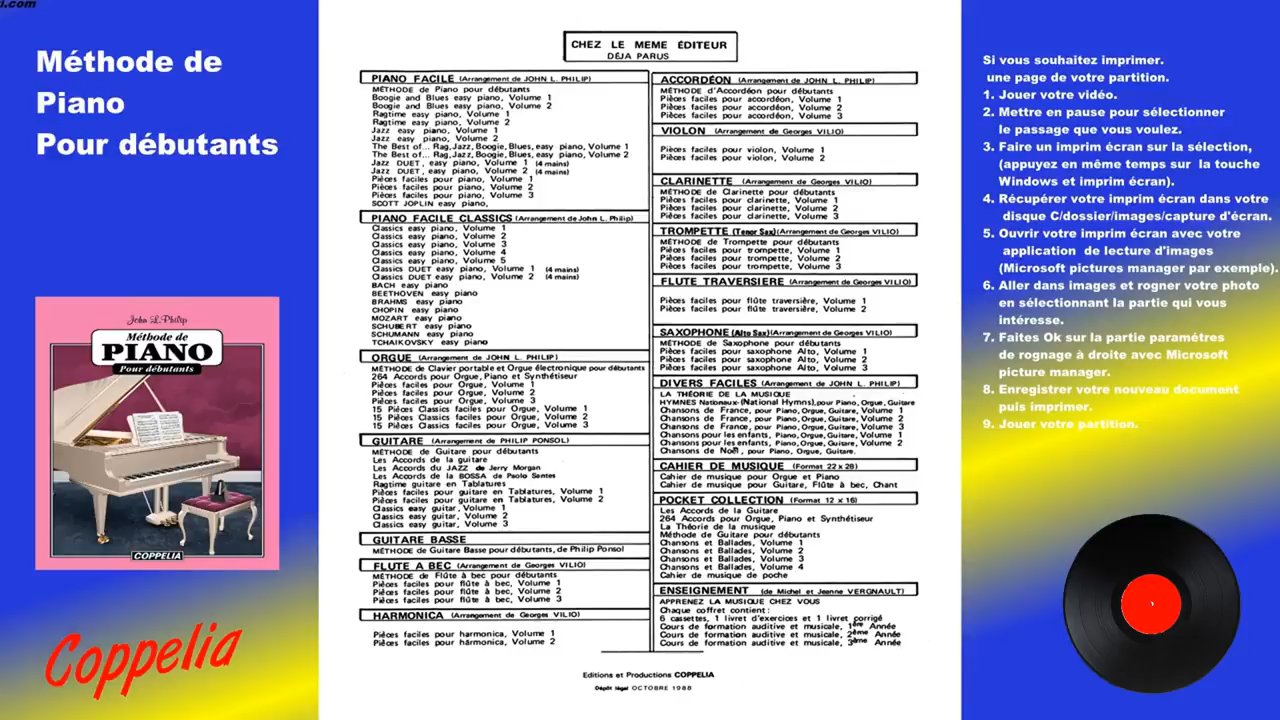 i.com
Méthode de
Piano
Pour débutants
John L.Philip
Méthode de
PIANO
Pour débutants
COPPELIA
Coppelia
CHEZ LE MEME ÉDITEUR
DÉJA PARUS
PIANO FACILE (Arrangement de JOHN L. PHILIP)
MÉTHODE de Piano pour débutants
Boogie and Blues easy piano, Volume 1
Boogie and Blues easy piano, Volume 2
Ragtime easy piano, Volume 1
Ragtime easy piano, Volume 2
Jazz easy piano, Volume 1
Jazz easy piano, Volume 2
The Best of... Rag,Jazz,Boogie,Blues,easy piano, Volume 1
The Best of... Rag,Jazz,Boogie,Blues,easy piano, Volume 2
Jazz DUET, easy piano, Volume 1 (4 mains)
Jazz DUET, easy piano, Volume 2 (4 mains)
Pièces faciles pour piano, Volume 1
Pièces faciles pour piano, Volume 2
Pièces faciles pour piano, Volume 3
SCOTT JOPLIN easy piano,
PIANO FACILE CLASSICS (Arrangement de John L. Philip)
Classics easy piano, Volume 1
Classics easy piano, Volume 2
Classics easy piano, Volume 3
Classics easy piano, Volume 4
Classics easy piano, Volume 5
Classics DUET easy piano, Volume 1 (4 mains)
Classics DUET easy piano, Volume 2 (4 mains)
BACH easy piano
BEETHOVEN easy piano
BRAHMS easy piano
CHOPIN easy piano
MOZART easy piano
SCHUBERT easy piano
SCHUMANN easy piano
TCHAIKOVSKY easy piano
ORGUE (Arrangement de JOHN L. PHILIP)
MÉTHODE de Clavier portable et Orgue électronique pour débutants
264 Accords pour Orgue, Piano et Synthétiseur
Pièces faciles pour Orgue, Volume 1
Pièces faciles pour Orgue, Volume 2
Pièces faciles pour Orgue, Volume 3
15 Pièces Classics faciles pour Orgue, Volume 1
15 Pièces Classics faciles pour Orgue, Volume 2
15 Pièces Classics faciles pour Orgue, Volume 3
GUITARE (Arrangement de PHILIP PONSOL)
MÉTHODE de Guitare pour débutants
Les Accords de la guitare
Les Accords du JAZZ de Jerry Morgan
Les Accords de la BOSSA de Paolo Santes
Ragtime guitare en Tablatures
Pièces faciles pour guitare en Tablatures, Volume 1
Pièces faciles pour guitare en Tablatures, Volume 2
Classics easy guitar, Volume 1
Classics easy guitar, Volume 2
Classics easy guitar, Volume 3
GUITARE BASSE
MÉTHODE de Guitare Basse pour débutants, de Philip Ponsol
FLUTE A BEC (Arrangement de Georges VILIO)
MÉTHODE de Flûte à bec pour débutants
Pièces faciles pour flûte à bec, Volume 1
Pièces faciles pour flûte à bec, Volume 2
Pièces faciles pour flûte à bec, Volume 3
HARMONICA (Arrangement de Georges VILIO)
Pièces faciles pour harmonica, Volume 1
Pièces faciles pour harmonica, Volume 2
ACCORDÉON (Arrangement de JOHN L. PHILIP)
MÉTHODE d'Accordéon pour débutants
Pièces faciles pour accordéon, Volume 1
Pièces faciles pour accordéon, Volume 2
Pièces faciles pour accordéon, Volume 3
VIOLON (Arrangement de Georges VILIO)
Pièces faciles pour violon, Volume 1
Pièces faciles pour violon, Volume 2
CLARINETTE (Arrangement de Georges VILIO)
MÉTHODE de Clarinette pour débutants
Pièces faciles pour clarinette, Volume 1
Pièces faciles pour clarinette, Volume 2
Pièces faciles pour clarinette, Volume 3
TROMPETTE (Tenor Sax)(Arrangement de Georges VILIO)
MÉTHODE de Trompette pour débutants
Pièces faciles pour trompette, Volume 1
Pièces faciles pour trompette, Volume 2
Pièces faciles pour trompette, Volume 3
FLUTE TRAVERSIERE (Arrangement de Georges VILIO)
Pièces faciles pour flûte traversière, Volume 1
Pièces faciles pour flûte traversière, Volume 2
SAXOPHONE (Alto Sax)(Arrangement de Georges VILIO)
MÉTHODE de Saxophone pour débutants
Pièces faciles pour saxophone Alto, Volume 1
Pièces faciles pour saxophone Alto, Volume 2
Pièces faciles pour saxophone Alto, Volume 3
DIVERS FACILES (Arrangement de JOHN L. PHILIP)
LA THÉORIE DE LA MUSIQUE
HYMNES Nationaux-(National Hymns),pour Piano, Orgue, Guitare
Chansons de France, pour Piano, Orgue, Guitare, Volume 1
Chansons de France, pour Piano, Orgue, Guitare, Volume 2
Chansons de France, pour Piano, Orgue, Guitare, Volume 3
Chansons pour les enfants, Piano, Orgue, Guitare, Volume 1
Chansons pour les enfants, Piano, Orgue, Guitare, Volume 2
Chansons de Noël, pour Piano, Orgue, Guitare.
CAHIER DE MUSIQUE (Format 22 x 28)
Cahier de musique pour Orgue et Piano
Cahier de musique pour Guitare, Flûte à bec, Chant
POCKET COLLECTION (Format 12 x 16)
Les Accords de la Guitare
264 Accords pour Orgue, Piano et Synthétiseur
La Théorie de la musique
Méthode de Guitare pour débutants
Chansons et Ballades, Volume 1
Chansons et Ballades, Volume 2
Chansons et Ballades, Volume 3
Chansons et Ballades, Volume 4
Cahier de musique de poche
ENSEIGNEMENT (de Michel et Jeanne VERGNAULT)
APPRENEZ LA MUSIQUE CHEZ VOUS
Chaque coffret contient :
6 cassettes, 1 livret d'exercices et 1 livret corrigé
Cours de formation auditive et musicale, 1ère Année
Cours de formation auditive et musicale, 2ème Année
Cours de formation auditive et musicale, 3ème Année
Editions et Productions COPPELIA
Dépôt légal OCTOBRE 1988
Si vous souhaitez imprimer.
une page de votre partition.
1. Jouer votre vidéo.
2. Mettre en pause pour sélectionner
le passage que vous voulez.
3. Faire un imprim écran sur la sélection,
(appuyez en même temps sur la touche
Windows et imprim écran).
4. Récupérer votre imprim écran dans votre
disque C/dossier/images/capture d'écran.
5. Ouvrir votre imprim écran avec votre
application de lecture d'images
(Microsoft pictures manager par exemple).
6. Aller dans images et rogner votre photo
en sélectionnant la partie qui vous
intéresse.
7. Faites Ok sur la partie paramétres
de rognage à droite avec Microsoft
picture manager.
8. Enregistrer votre nouveau document
puis imprimer.
9. Jouer votre partition.